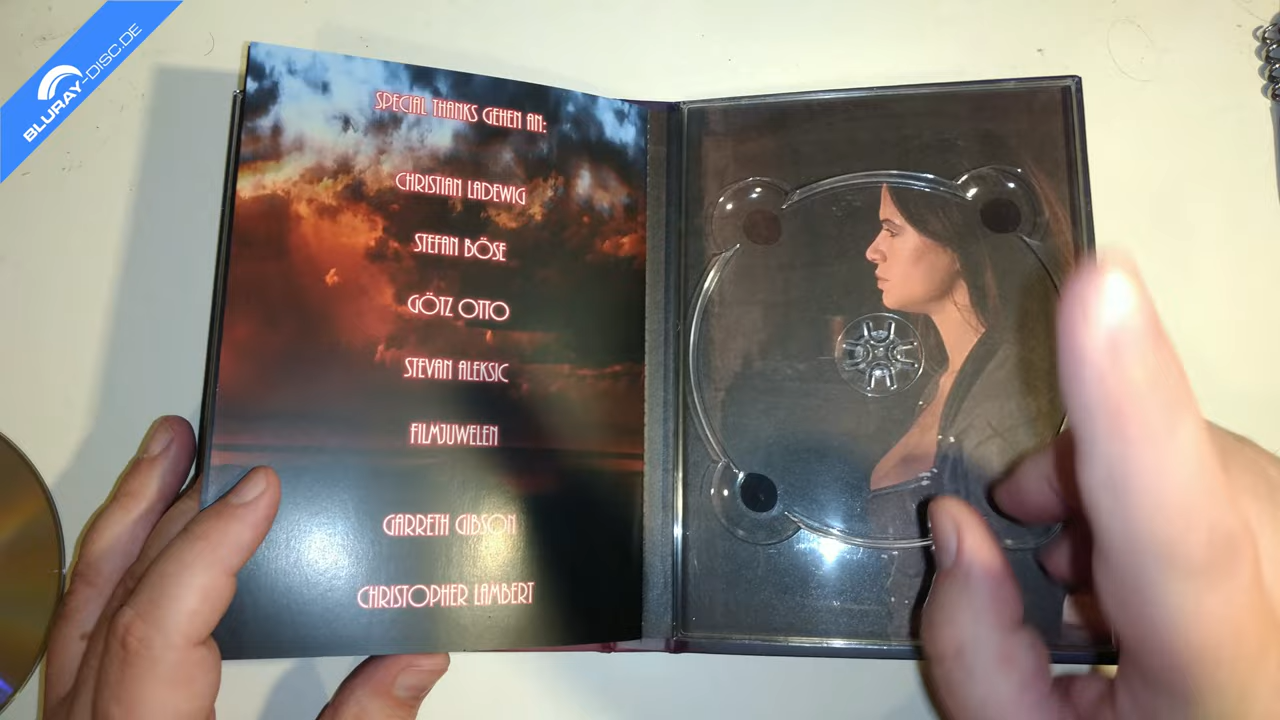 BLURAY-DISC.DE
SPECIAL THANKS GEHEN AN:
CHRISTIAN LADEWIG
STEFAN BÖSE
GÖTZ OTTO
STEVAN ALEKSIC
FILMJUWELEN
GARRETH GIBSON
CHRISTOPHER LAMBERT